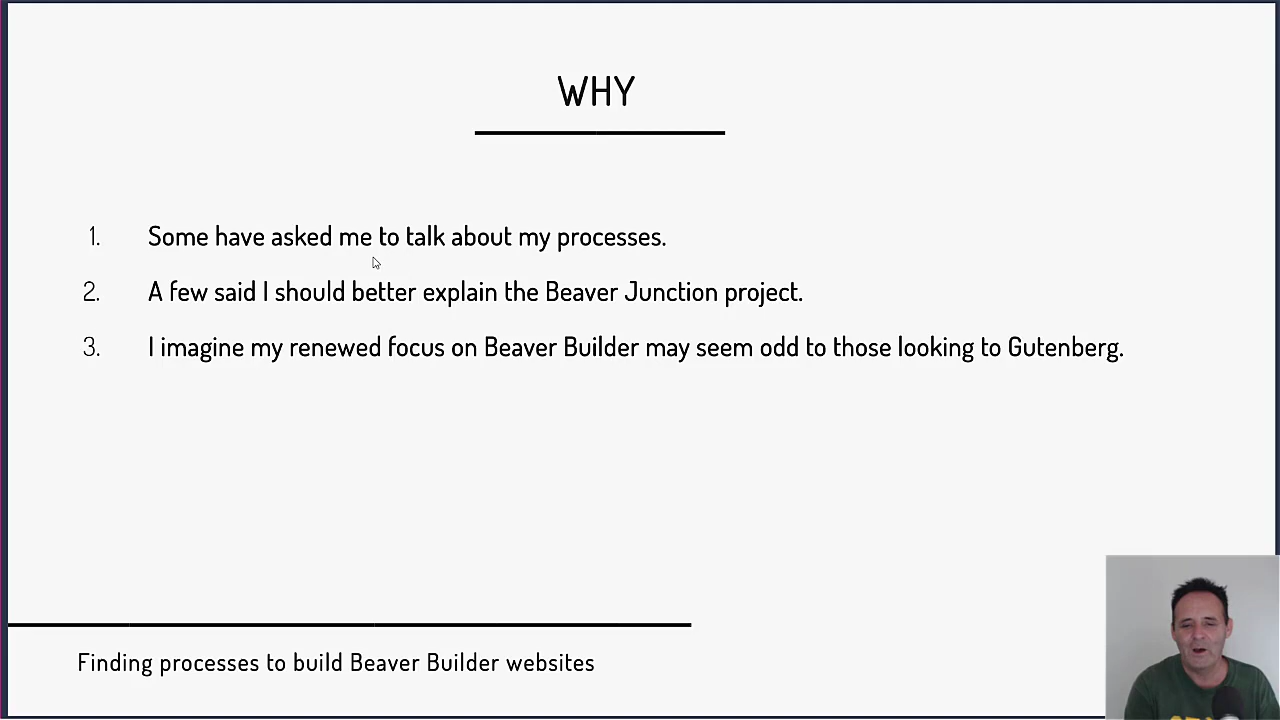 WHY
1. Some have asked me to talk about my processes.
2. A few said I should better explain the Beaver Junction project.
3. I imagine my renewed focus on Beaver Builder may seem odd to those looking to Gutenberg.
Finding processes to build Beaver Builder websites